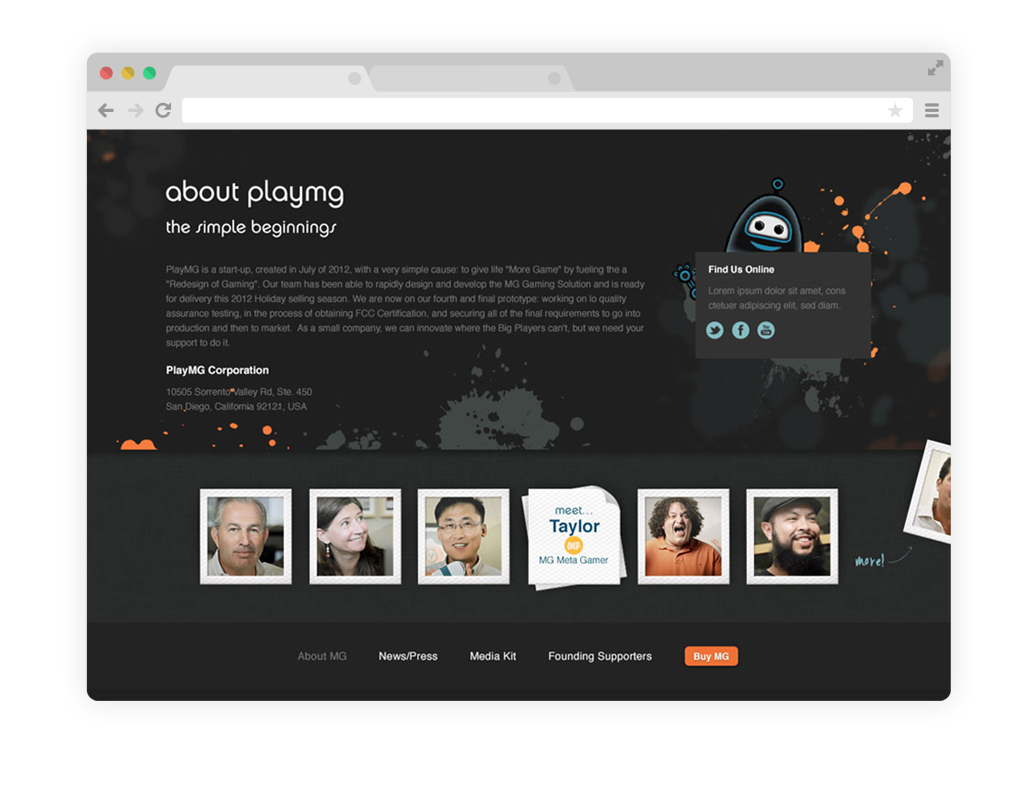 about playmg
the simple beginnings
PlayMG is a start-up, created in July of 2012, with a very simple cause: to give life "More Game" by fueling the a
"Redesign of Gaming". Our team has been able to rapidly design and develop the MG Gaming Solution and is ready
for delivery this 2012 Holiday selling season. We are now on our fourth and final prototype: working on io quality
assurance testing, in the process of obtaining FCC Certification, and securing all of the final requirements to go into
production and then to market. As a small company, we can innovate where the Big Players can't, but we need your
support to do it.
PlayMG Corporation
10505 Sorrento Valley Rd, Ste. 450
San Diego, California 92121, USA
Find Us Online
Lorem ipsum dolor sit amet, cons
ctetuer adipiscing elit, sed diam.
meet...
Taylor
OUR
MG Meta Gamer
more!
About MG
News/Press
Media Kit
Founding Supporters
Buy MG